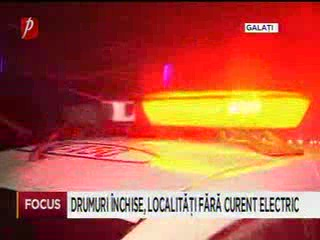 p
GALATI
FOCUS
DRUMURI ÎNCHISE, LOCALITĂȚI FĂRĂ CURENT ELECTRIC